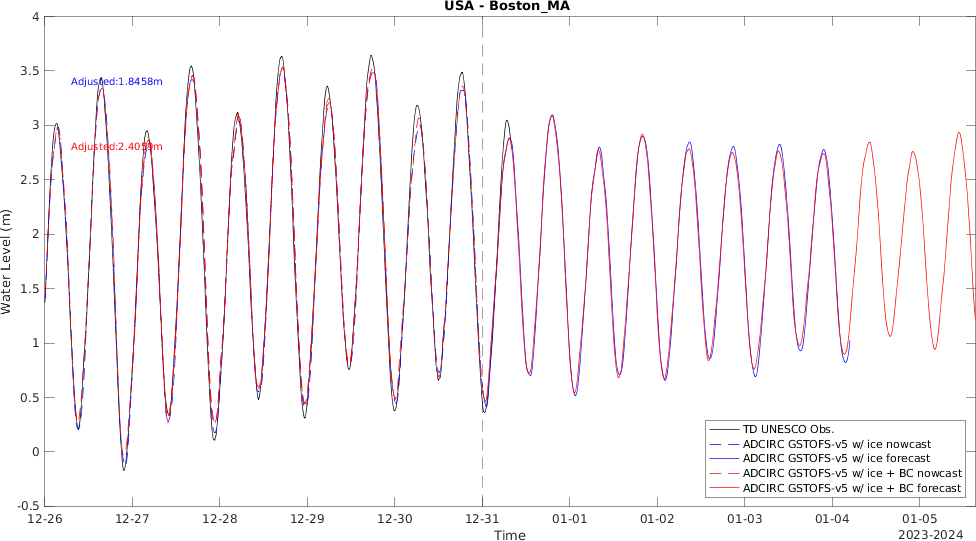 USA - Boston_MA
4
3.5
3
2.5
2
1.5
1
0.5
0
-0.5
Water Level (m)
Adjusted:1.8458m
Adjusted:2.4059m
TD UNESCO Obs.
ADCIRC GSTOFS-v5 w/ ice nowcast
ADCIRC GSTOFS-v5 w/ ice forecast
ADCIRC GSTOFS-v5 w/ ice + BC nowcast
ADCIRC GSTOFS-v5 w/ ice + BC forecast
12-26 12-27 12-28 12-29 12-30 12-31 01-01 01-02 01-03 01-04 01-05
Time
2023-2024